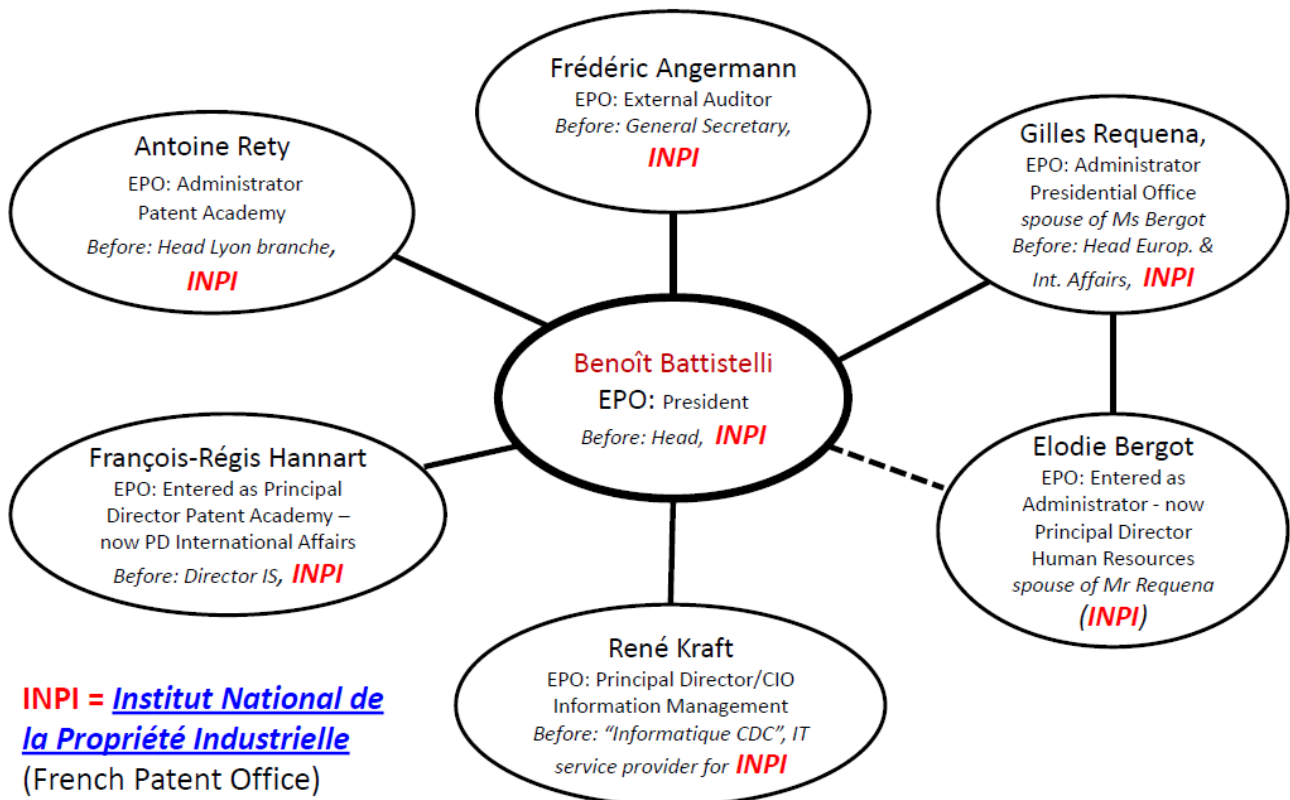 Frédéric Angermann
EPO: External Auditor
Before: General Secretary,
INPI
Antoine Rety
EPO: Administrator
Patent Academy
Before: Head Lyon branche,
INPI
Gilles Requena,
EPO: Administrator
Presidential Office
spouse of Ms Bergot
Before: Head Europ. &
Int. Affairs, INPI
Benoît Battistelli
EPO: President
Before: Head, INPI
François-Régis Hannart
EPO: Entered as Principal
Director Patent Academy –
now PD International Affairs
Before: Director IS, INPI
Elodie Bergot
EPO: Entered as
Administrator - now
Principal Director
Human Resources
spouse of Mr Requena
(INPI)
René Kraft
EPO: Principal Director/CIO
Information Management
Before: “Informatique CDC”, IT
service provider for INPI
INPI = Institut National de
la Propriété Industrielle
(French Patent Office)